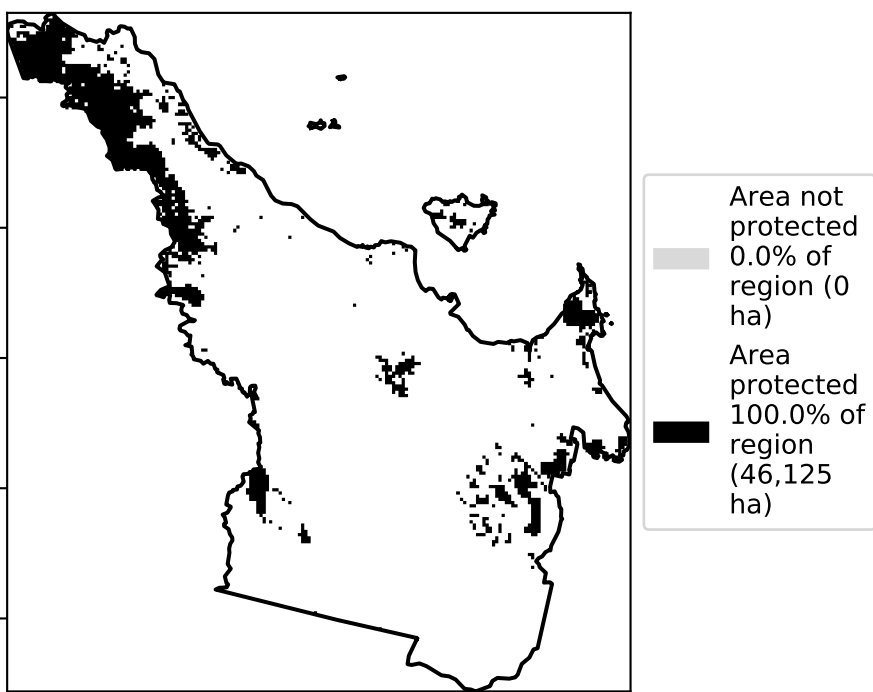 Area not
protected
0.0% of
region (0
ha)
Area
protected
100.0% of
region
(46,125
ha)